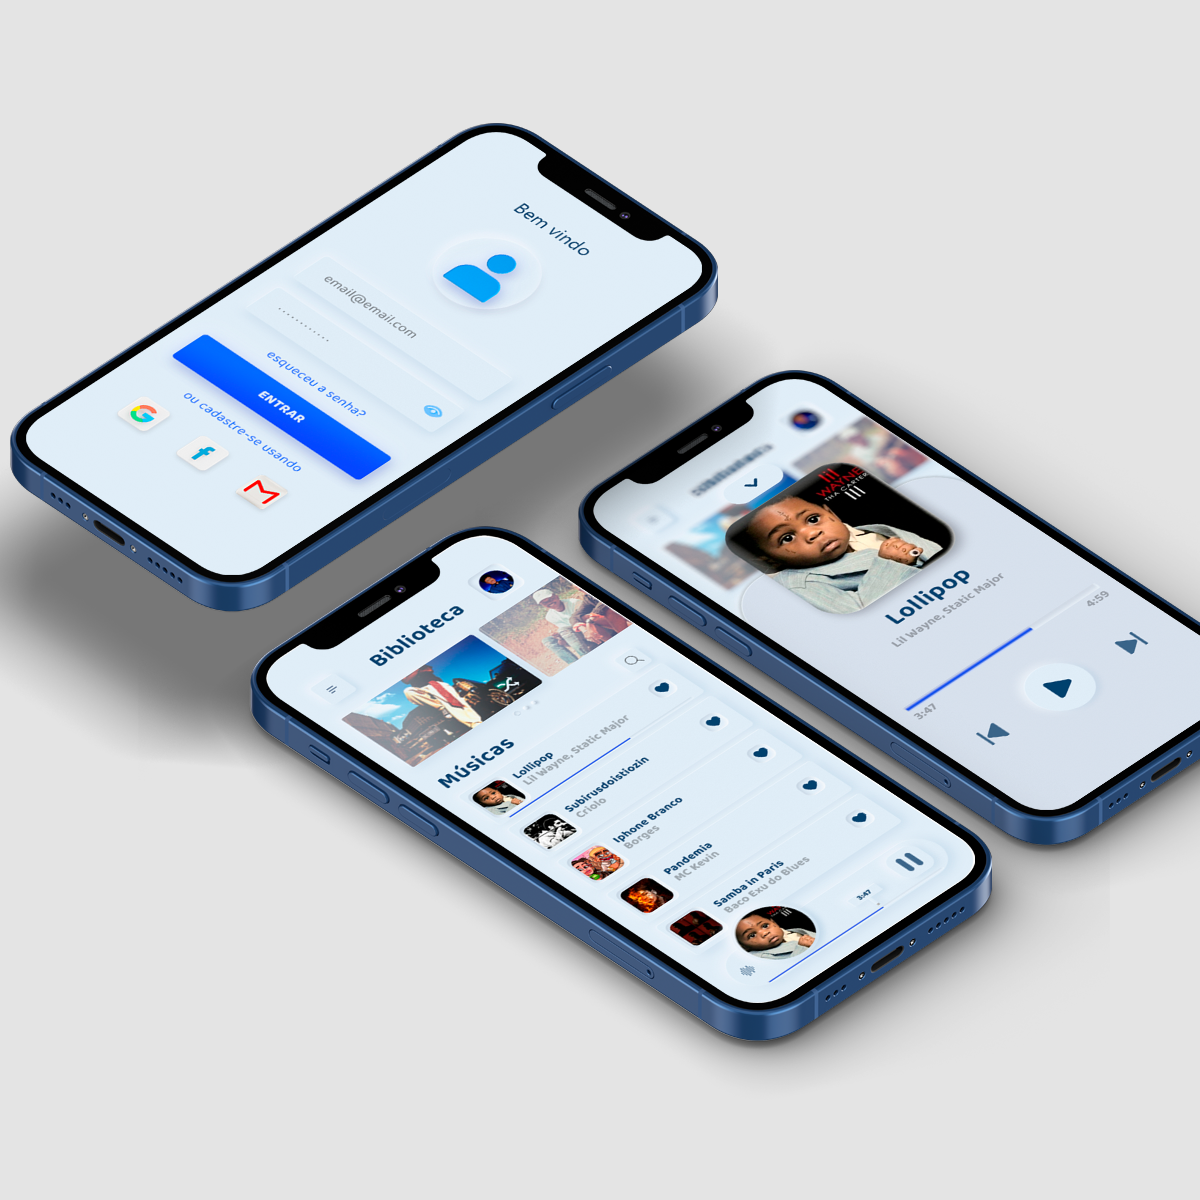 Bem vindo
email@email.com
esqueceu a senha?
ENTRAR
ou cadastre-se usando
Biblioteca
Músicas
Lollipop
Lil Wayne, Static Major
Subirusdoistiozin
Criolo
Iphone Branco
Borges
Pandemia
MC Kevin
Samba in Paris
Baco Exu do Blues
3:47
WAYNE
THA CARTER
III
Lollipop
Lil Wayne, Static Major
3:47
4:59